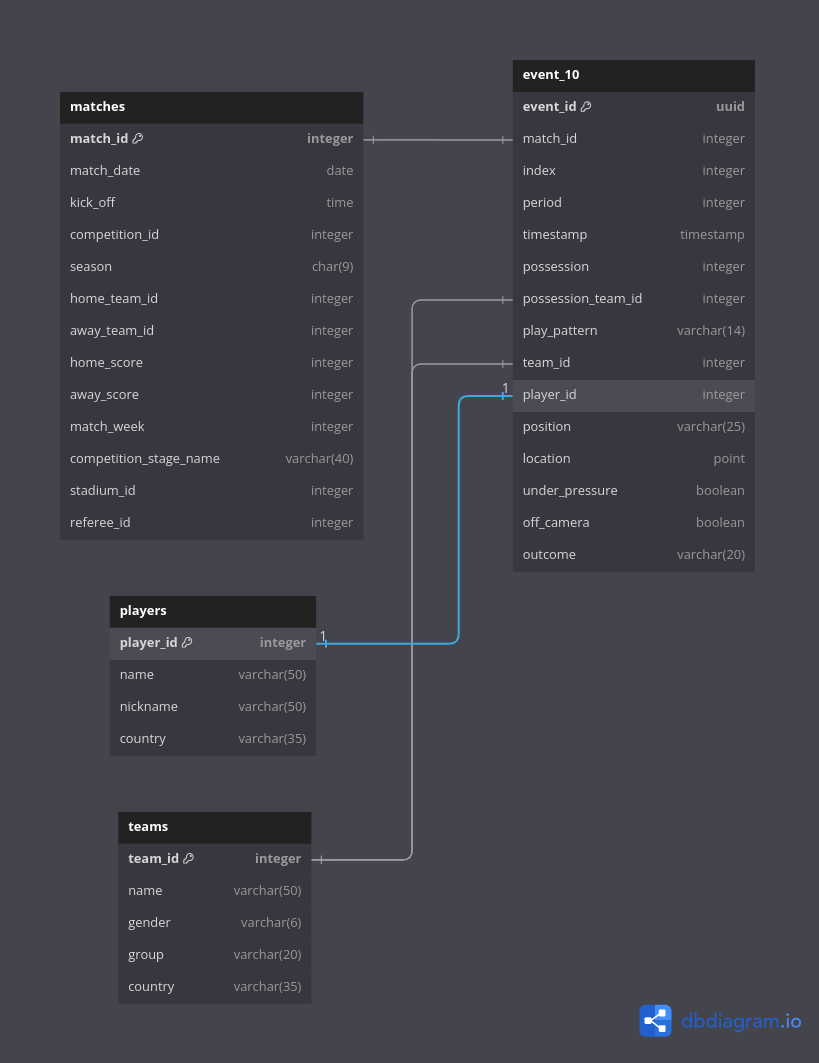 matches
match_id integer
match_date date
kick_off time
competition_id integer
season char(9)
home_team_id integer
away_team_id integer
home_score integer
away_score integer
match_week integer
competition_stage_name varchar(40)
stadium_id integer
referee_id integer
event_10
event_id uuid
match_id integer
index integer
period integer
timestamp timestamp
possession integer
possession_team_id integer
play_pattern varchar(14)
team_id integer
1
player_id integer
position varchar(25)
location point
under_pressure boolean
off_camera boolean
outcome varchar(20)
players
player_id integer
1
name varchar(50)
nickname varchar(50)
country varchar(35)
teams
team_id integer
name varchar(50)
gender varchar(6)
group varchar(20)
country varchar(35)
dbdiagram.io